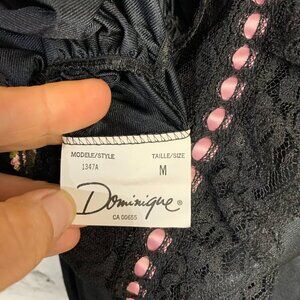 MODELE/STYLE TAILLE/SIZE
1347A M
Dominique®
CA 00655